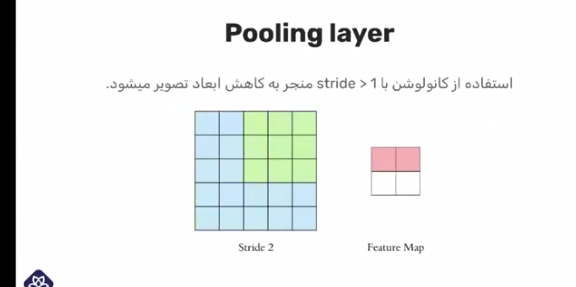 Pooling layer
استفاده از کانولوشن با stride > 1 منجر به کاهش ابعاد تصویر میشود.
Stride 2
Feature Map